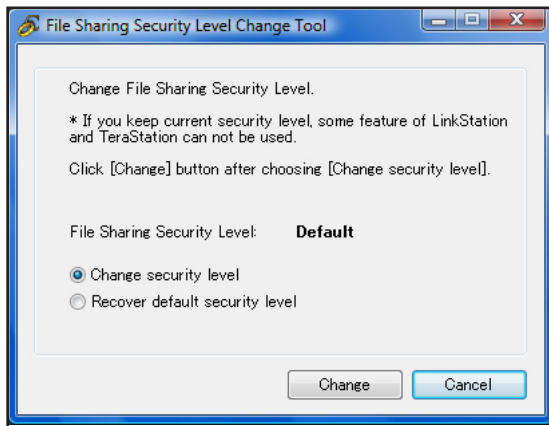 File Sharing Security Level Change Tool
Change File Sharing Security Level.
* If you keep current security level, some feature of LinkStation
and TeraStation can not be used.
Click [Change] button after choosing [Change security level].
File Sharing Security Level: Default
Change security level
Recover default security level
Change Cancel